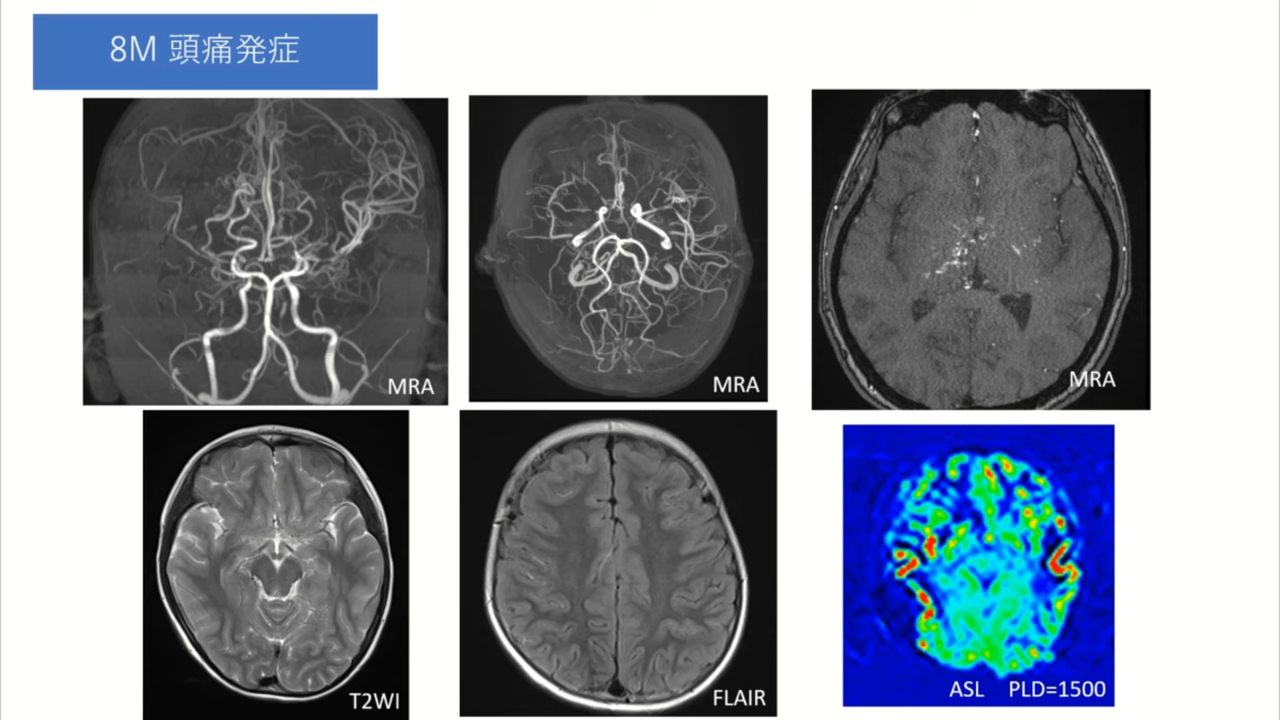 8M 頭痛発症
MRA
MRA
MRA
T2WI
FLAIR
ASL PLD=1500